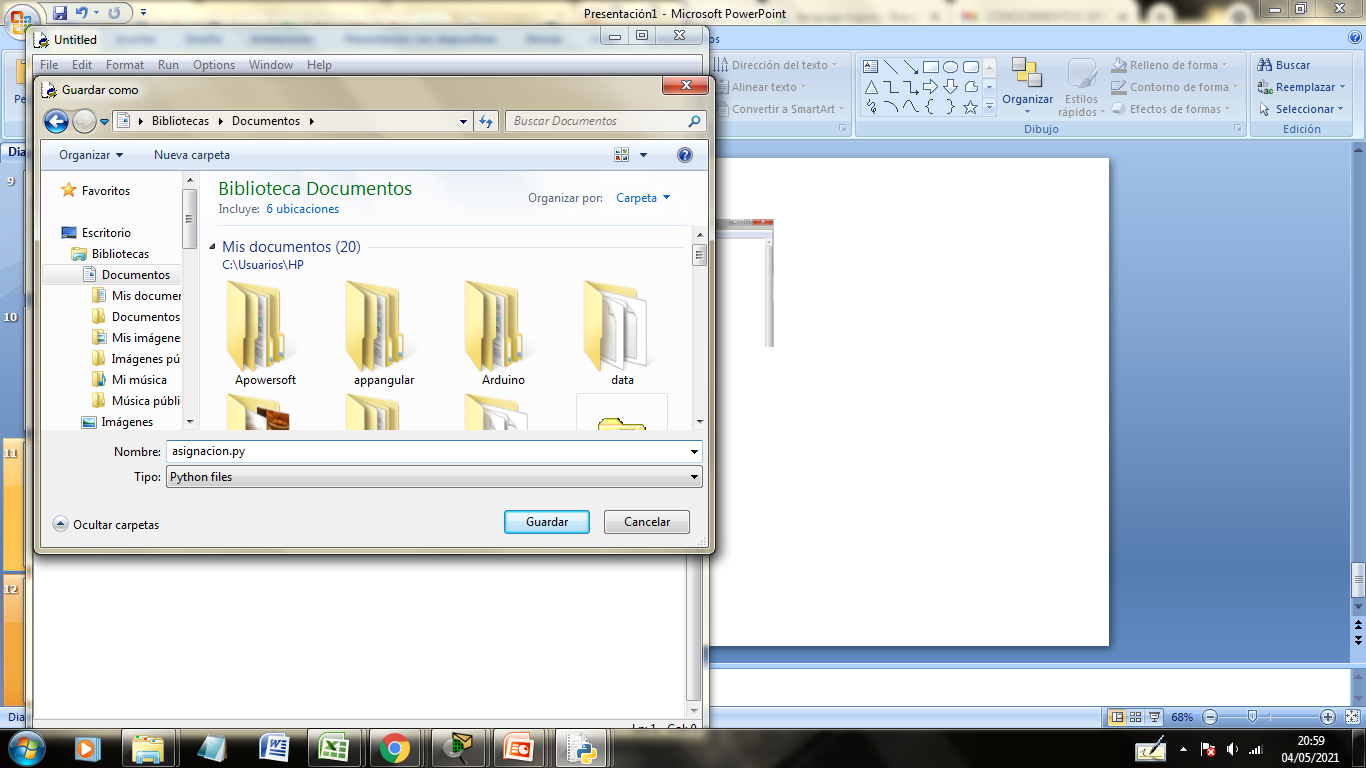 Presentación1 - Microsoft PowerPoint
Untitled
File Edit Format Run Options Window Help
Guardar como
Bibliotecas Documentos
Buscar Documentos
Organizar Nueva carpeta
Favoritos
Escritorio
Bibliotecas
Documentos
Mis documer
Documentos
Mis imágene
Imágenes pú
Mi música
Música públi
Imágenes
Biblioteca Documentos
Incluye: 6 ubicaciones
Organizar por: Carpeta
Mis documentos (20)
C:\Usuarios\HP
Apowersoft appangular Arduino data
Nombre: asignacion.py
Tipo: Python files
Ocultar carpetas
Guardar Cancelar
Dirección del texto
Alinear texto
Convertir a SmartArt
Organizar
Estilos rápidos
Relleno de forma
Contorno de forma
Efectos de formas
Dibujo
Buscar
Reemplazar
Seleccionar
Edición
Dia
9
10
11
12
Dia
68%
20:59
04/05/2021